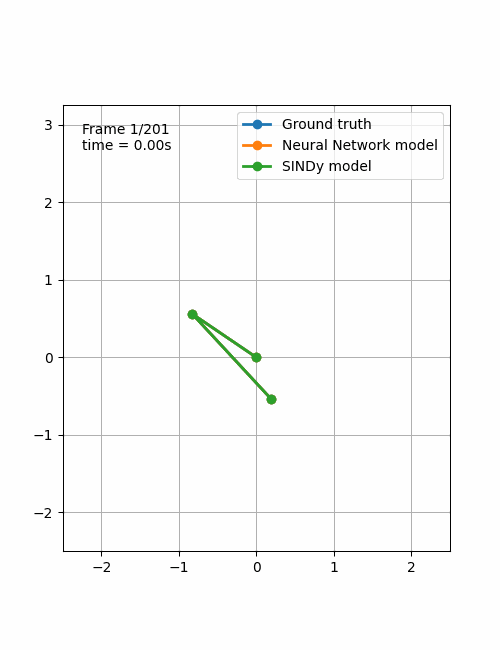 Frame 1/201
time = 0.00s
Ground truth
Neural Network model
SINDy model
3
2
1
0
−1
−2
−2 −1 0 1 2